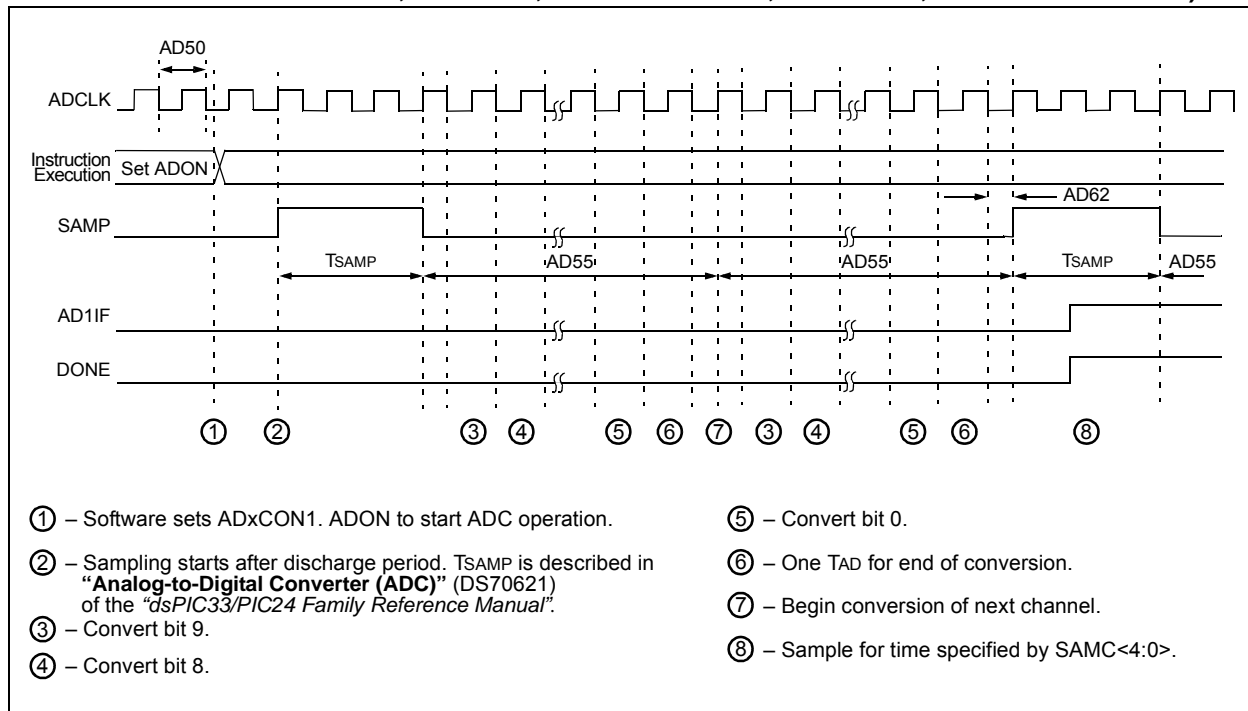 AD50
ADCLK
Instruction
Execution
Set ADON
SAMP
AD62
TSAMP
AD55
AD55
TSAMP
AD55
AD1IF
DONE
1
2
3
4
5
6
7
3
4
5
6
8
1 – Software sets ADxCON1. ADON to start ADC operation.
2 – Sampling starts after discharge period. TSAMP is described in
“Analog-to-Digital Converter (ADC)” (DS70621)
of the “dsPIC33/PIC24 Family Reference Manual”.
3 – Convert bit 9.
4 – Convert bit 8.
5 – Convert bit 0.
6 – One TAD for end of conversion.
7 – Begin conversion of next channel.
8 – Sample for time specified by SAMC<4:0>.